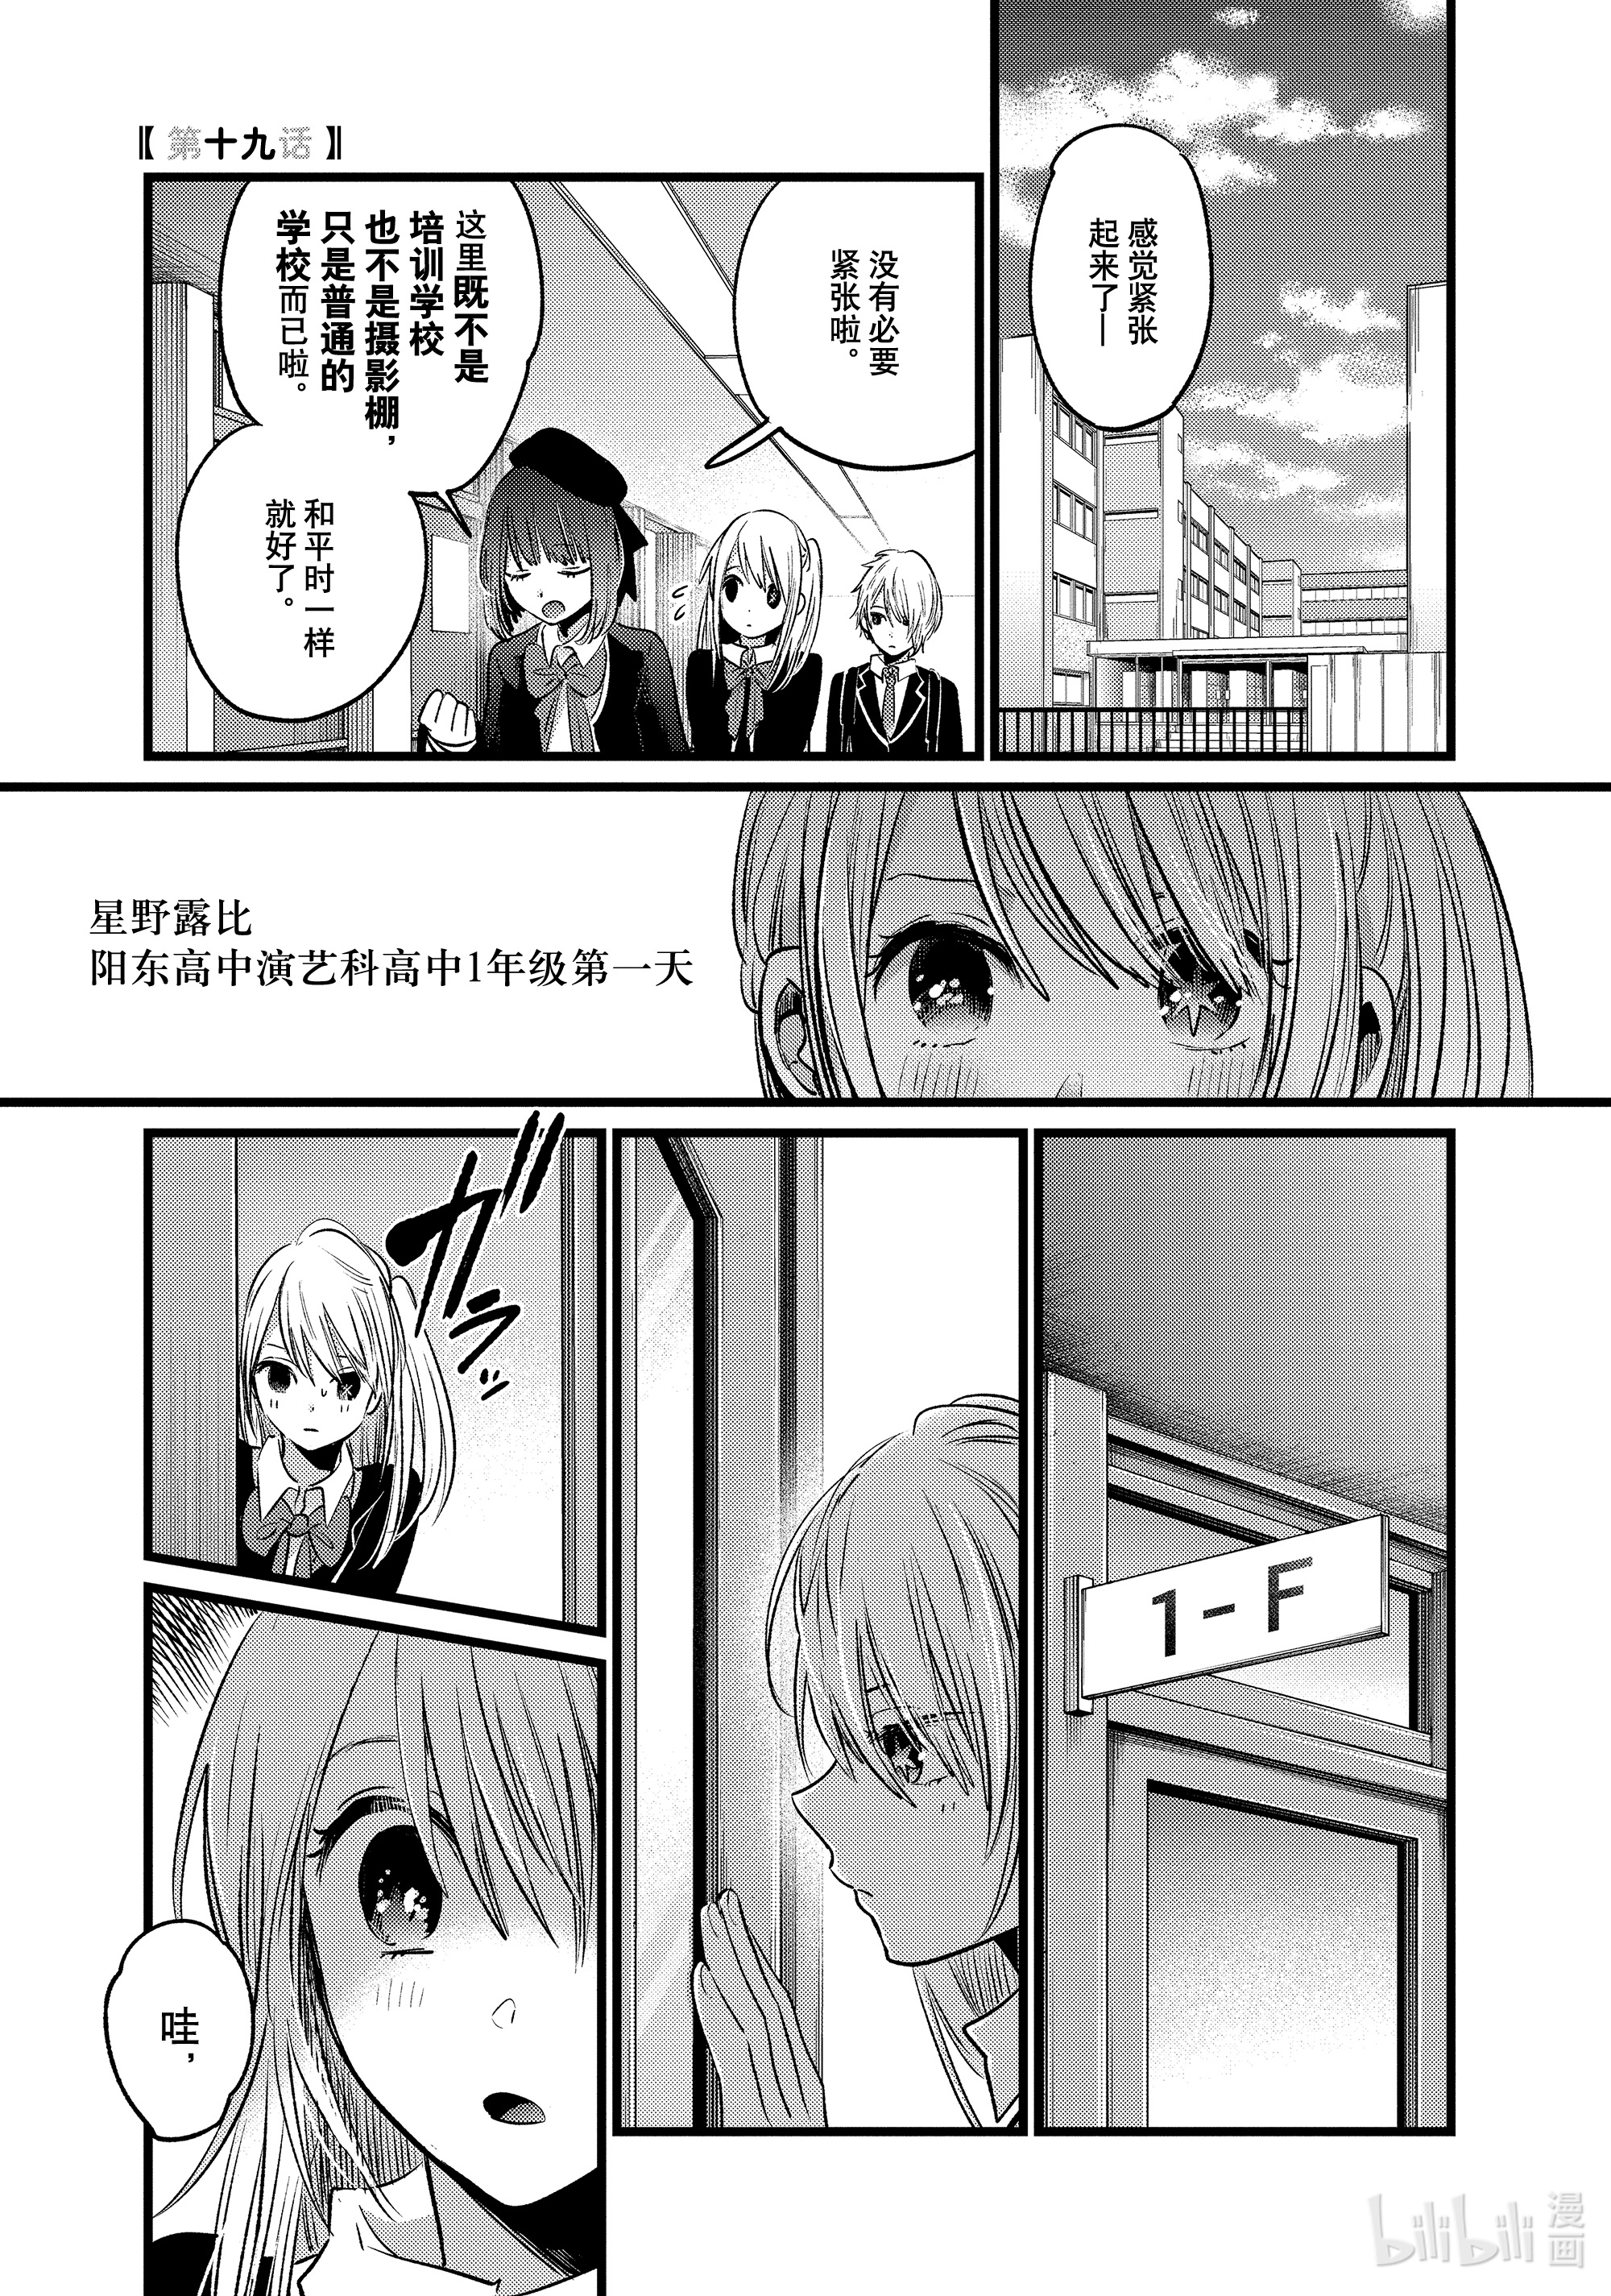 【第十九话】
感觉紧张
起来了—
没有必要
紧张啦。
这里既不是
培训学校
也不是摄影棚，
只是普通的
学校而已啦。
和平时一样
就好了。
星野露比
阳东高中演艺科高中1年级第一天
1-F
ガラッ
哇，
bilibili漫画